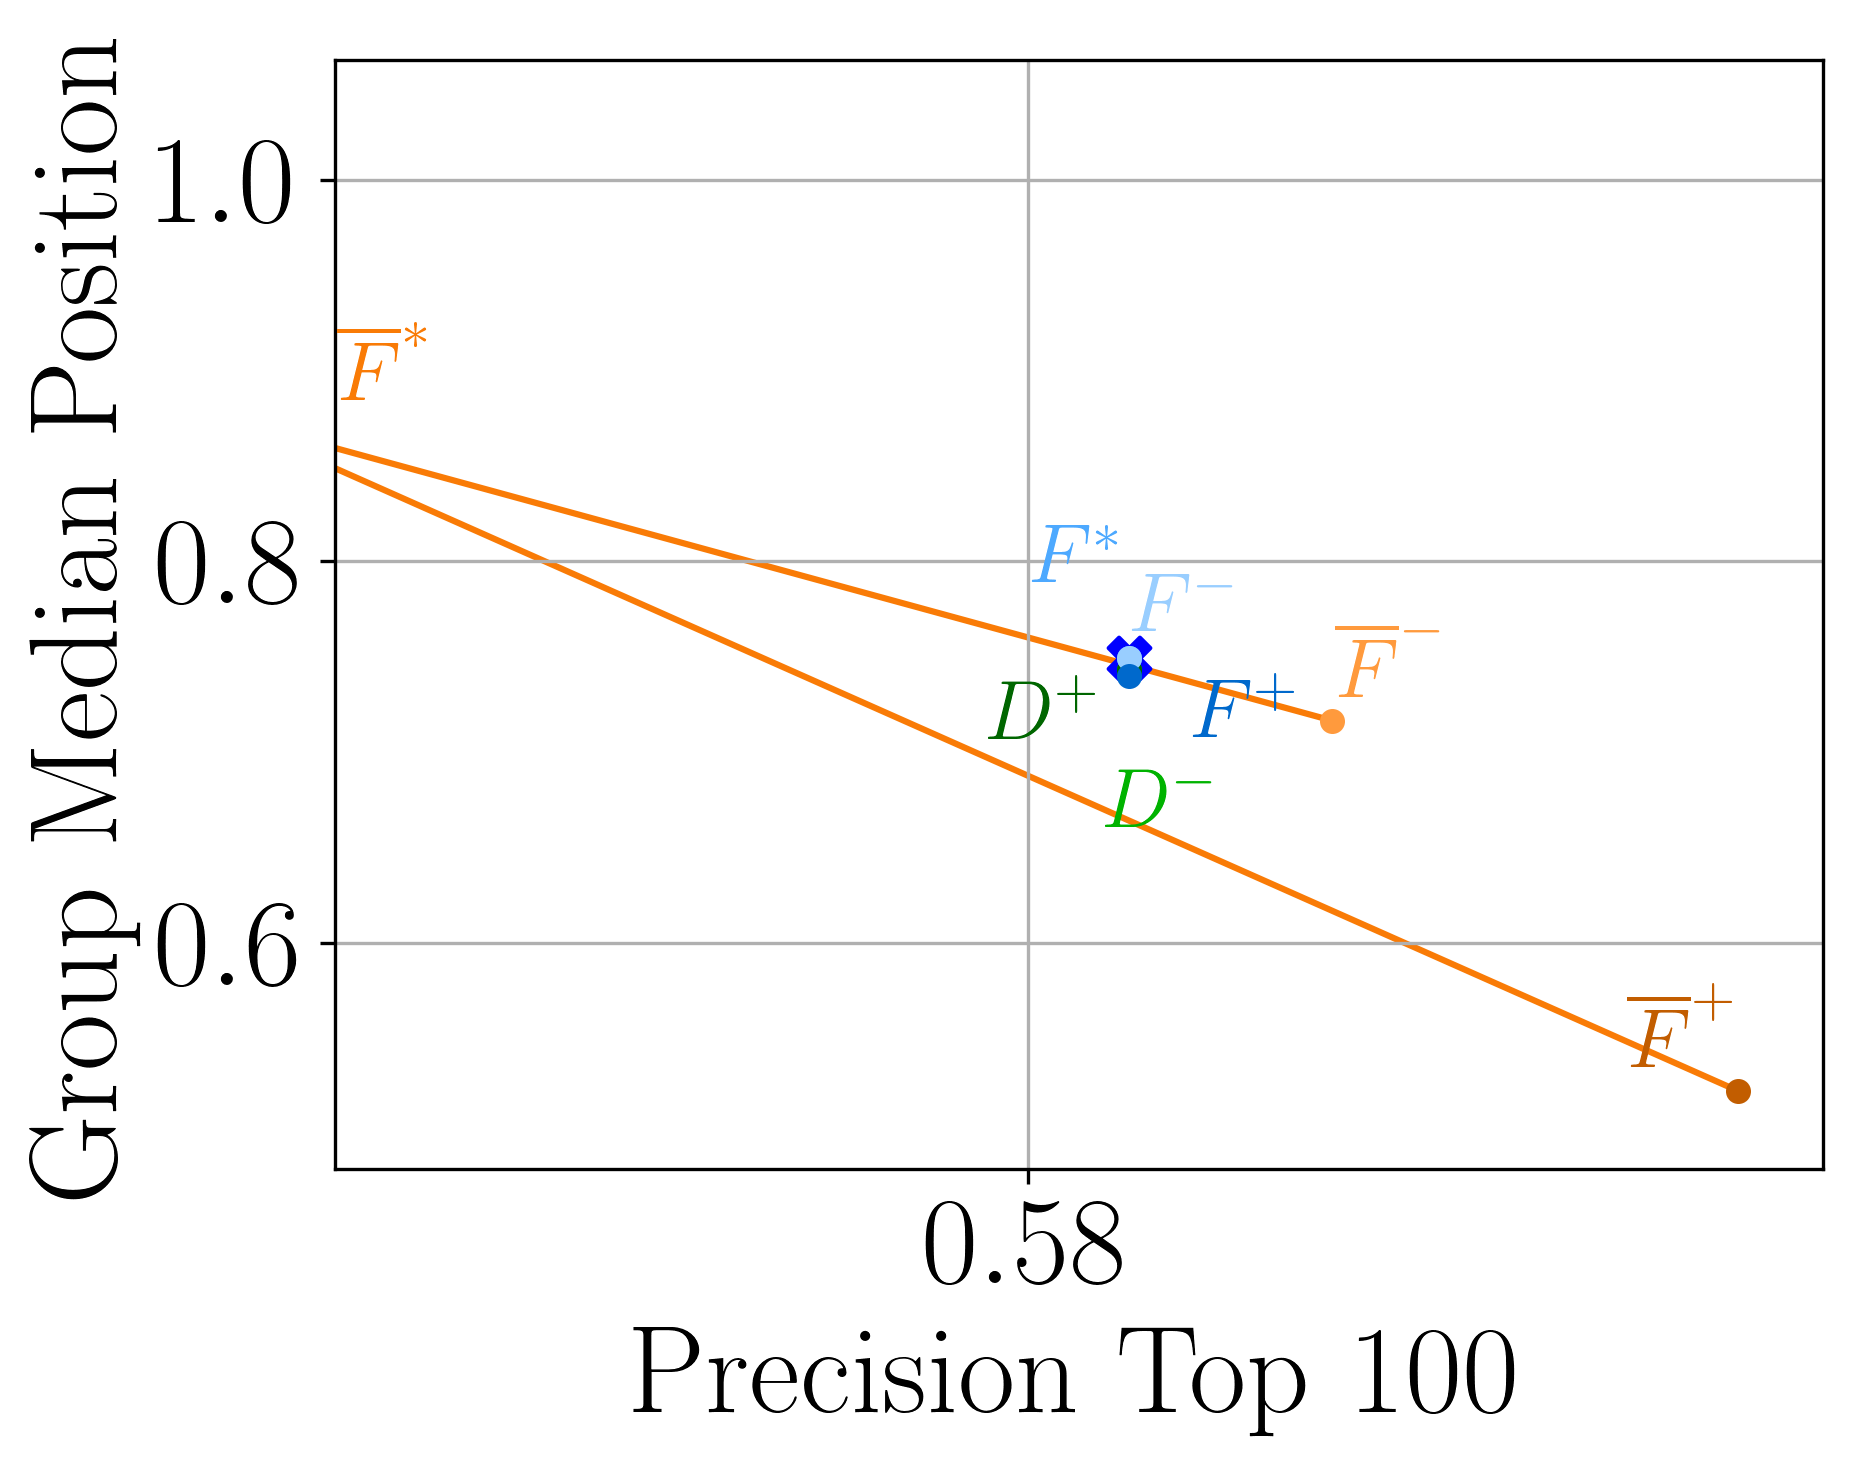 Group Median Position
1.0
0.8
0.6
F̅*
F*
F⁻
F̅⁻
D⁺
F⁺
D⁻
F̅⁺
0.58
Precision Top 100